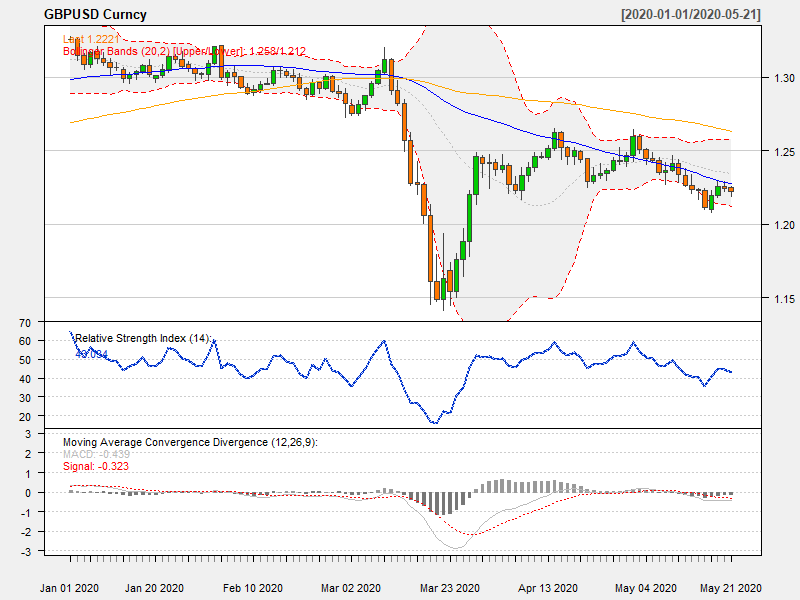 GBPUSD Curncy [2020-01-01/2020-05-21]
Last 1.2221
Bollinger Bands (20,2) [Upper/Lower]: 1.258/1.212
1.30
1.25
1.20
1.15
Relative Strength Index (14):
70
60
50
40
30
20
Moving Average Convergence Divergence (12,26,9):
MACD: -0.439
Signal: -0.323
3
2
1
0
-1
-2
-3
Jan 01 2020 Jan 20 2020 Feb 10 2020 Mar 02 2020 Mar 23 2020 Apr 13 2020 May 04 2020 May 21 2020